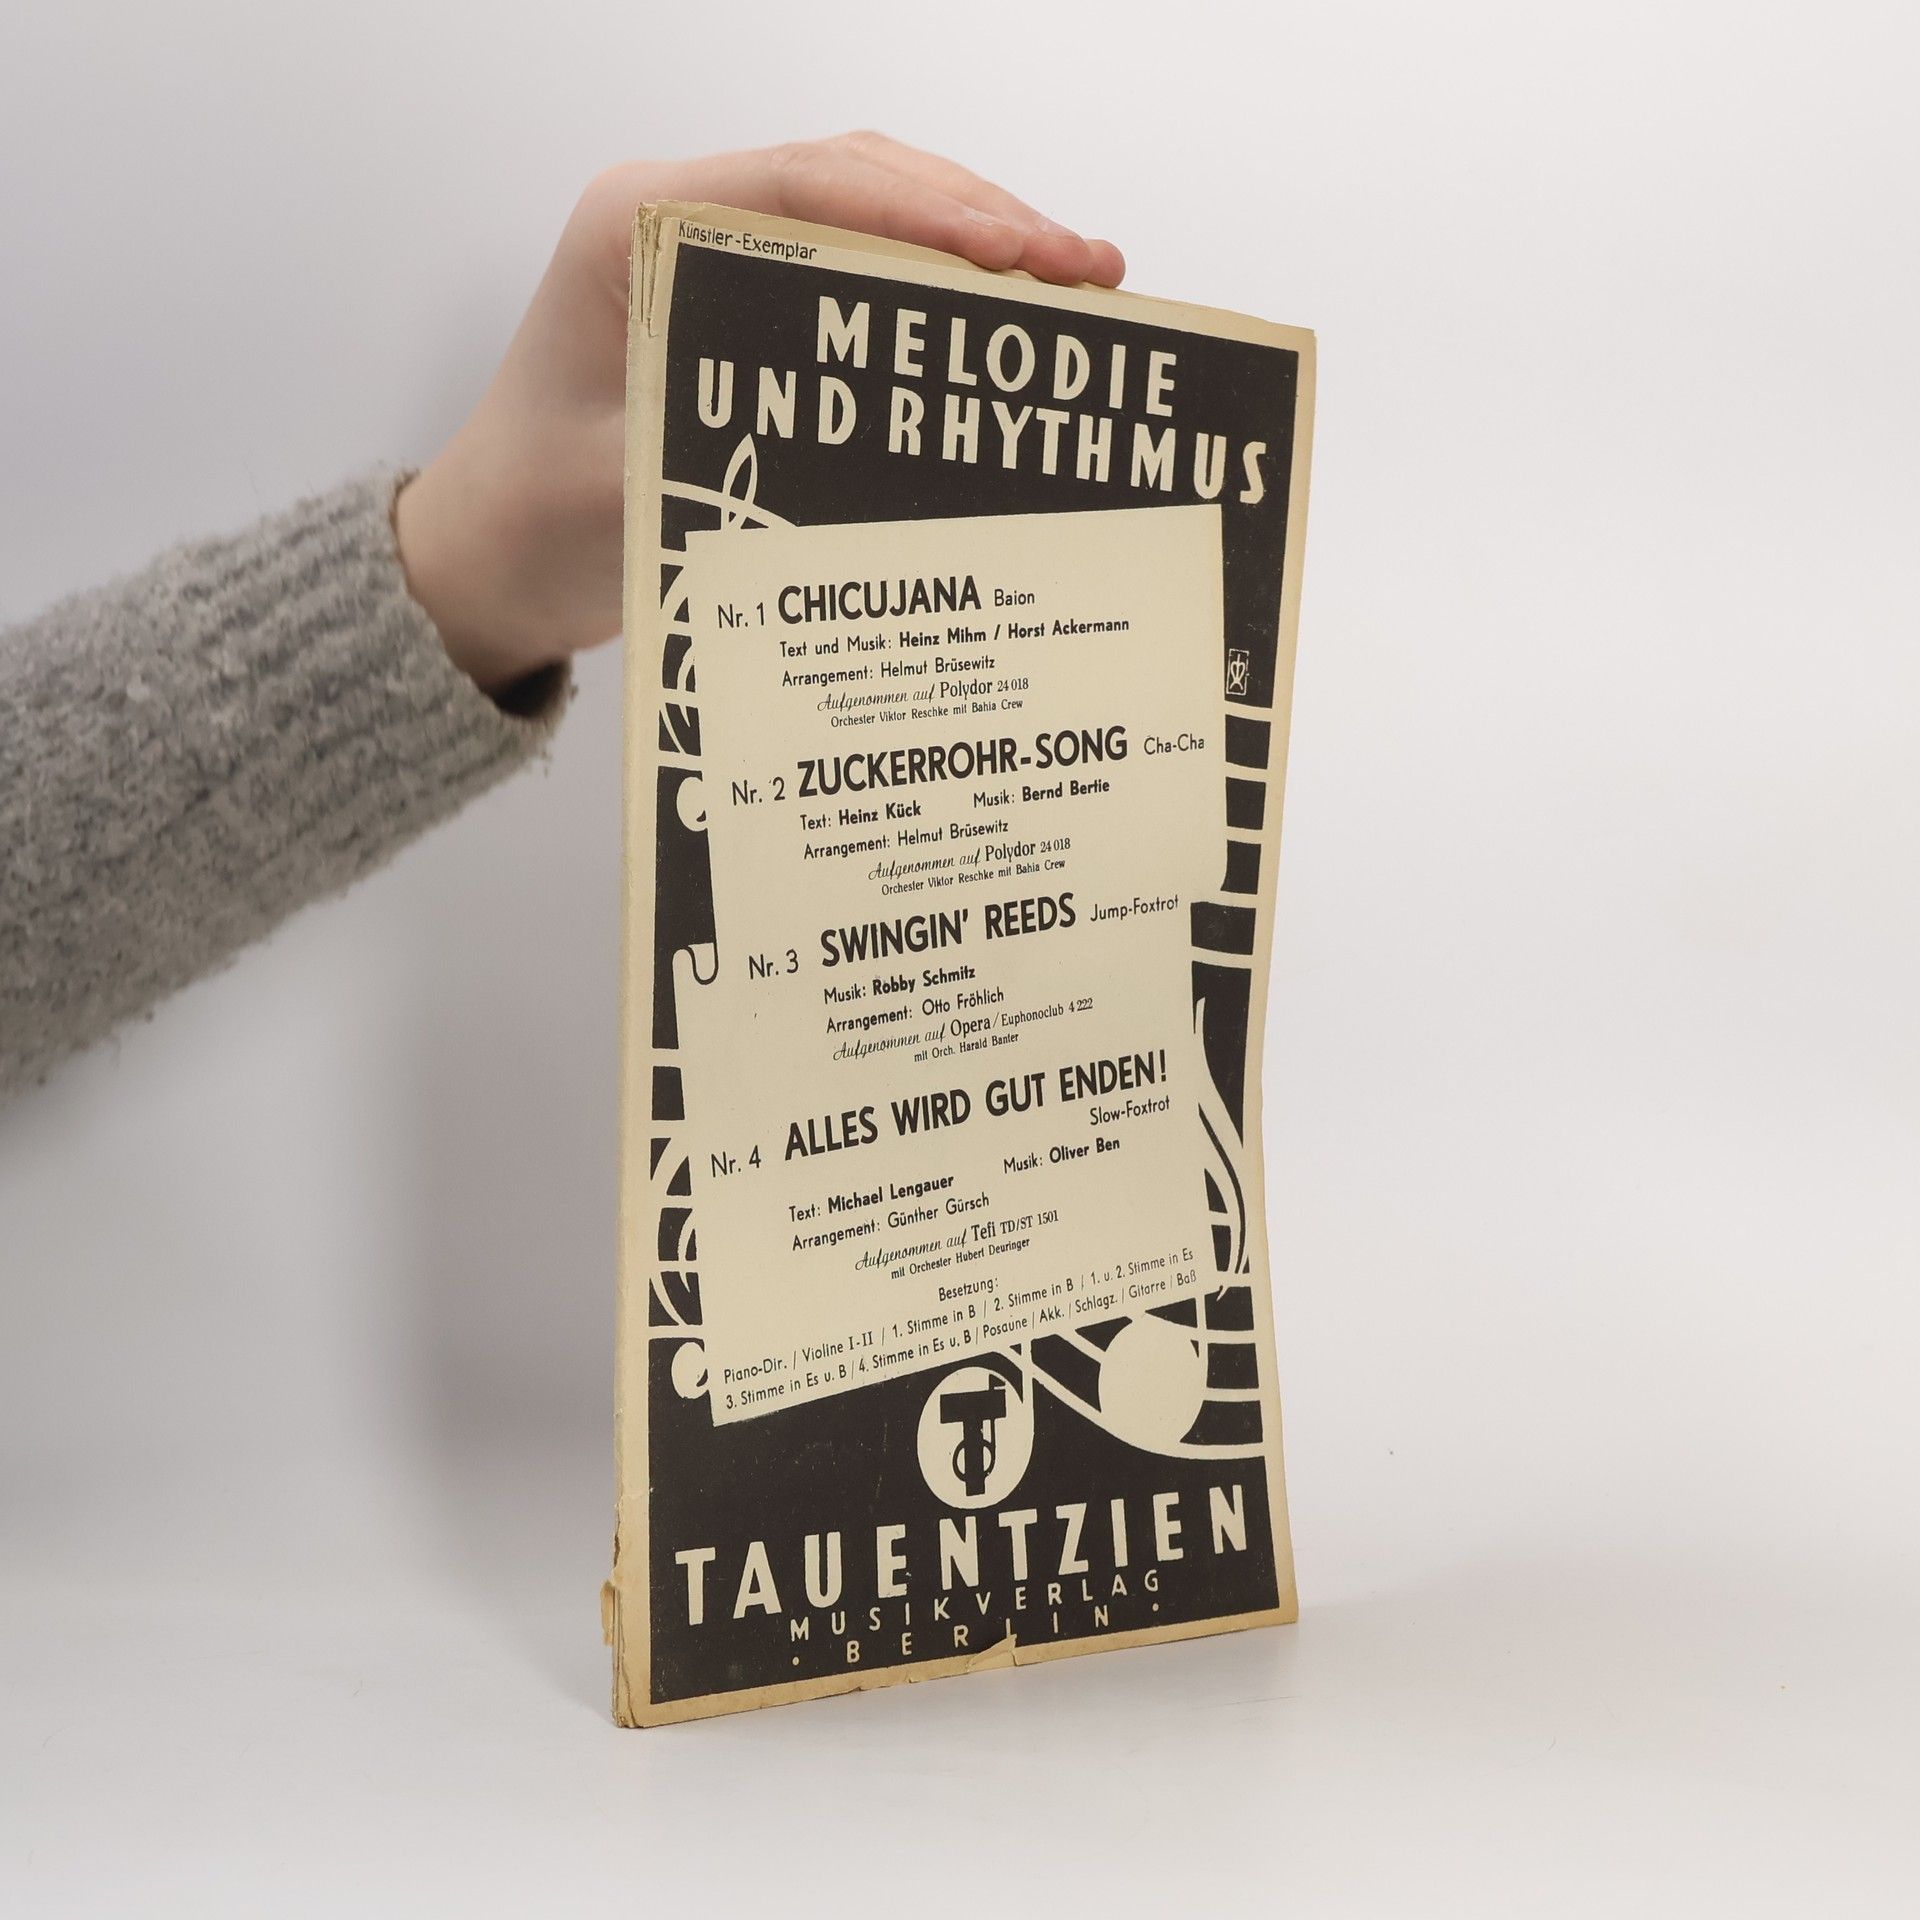 Künstler-Exemplar
MELODIE
UND RHYTHMUS
Nr. 1 CHICUJANA Baion
Text und Musik: Heinz Mihm / Horst Ackermann
Arrangement: Helmut Brüsewitz
Aufgenommen auf Polydor 24 018
Orchester Viktor Reschke mit Bahia Crew
Nr. 2 ZUCKERROHR-SONG Cha-Cha
Text: Heinz Kück Musik: Bernd Bertie
Arrangement: Helmut Brüsewitz
Aufgenommen auf Polydor 24 018
Orchester Viktor Reschke mit Bahia Crew
Nr. 3 SWINGIN' REEDS Jump-Foxtrot
Musik: Robby Schmitz
Arrangement: Otto Fröhlich
Aufgenommen auf Opera / Euphonoclub 4 222
mit Orch. Harald Banter
Nr. 4 ALLES WIRD GUT ENDEN!
Slow-Foxtrot
Text: Michael Lengauer Musik: Oliver Ben
Arrangement: Günther Gürsch
Aufgenommen auf Tefi TD/ST 1501
mit Orchester Hubert Deuringer
Besetzung:
Piano-Dir. / Violine I-II / 1. Stimme in B / 2. Stimme in B / 1. u. 2. Stimme in Es
3. Stimme in Es u. B / 4. Stimme in Es u. B / Posaune / Akk. / Schlagz. / Gitarre / Baß
T
TAUENTZIEN
MUSIKVERLAG
• BERLIN •